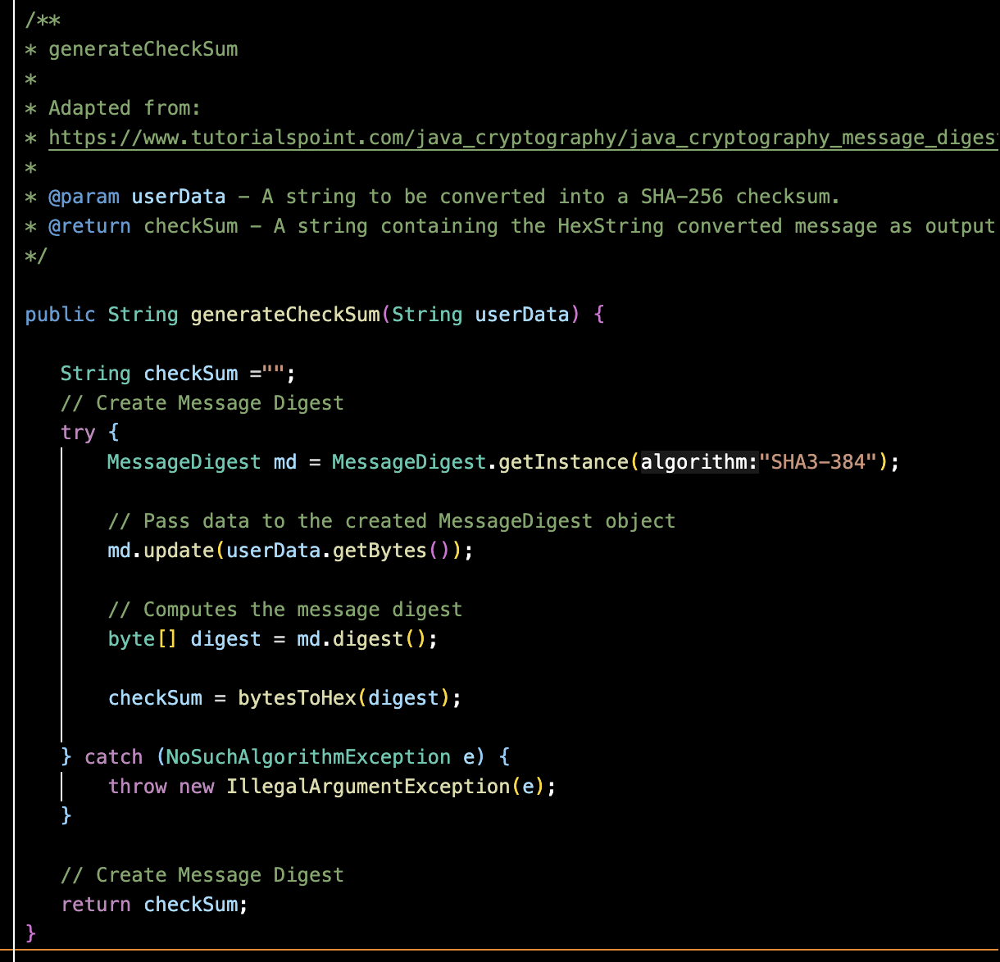 /**
* generateCheckSum
*
* Adapted from:
* https://www.tutorialspoint.com/java_cryptography/java_cryptography_message_diges
*
* @param userData – A string to be converted into a SHA–256 checksum.
* @return checkSum – A string containing the HexString converted message as output
*/
public String generateCheckSum(String userData) {
String checkSum ="";
// Create Message Digest
try {
MessageDigest md = MessageDigest.getInstance(algorithm:"SHA3–384");
// Pass data to the created MessageDigest object
md.update(userData.getBytes());
// Computes the message digest
byte[] digest = md.digest();
checkSum = bytesToHex(digest);
} catch (NoSuchAlgorithmException e) {
throw new IllegalArgumentException(e);
}
// Create Message Digest
return checkSum;
}